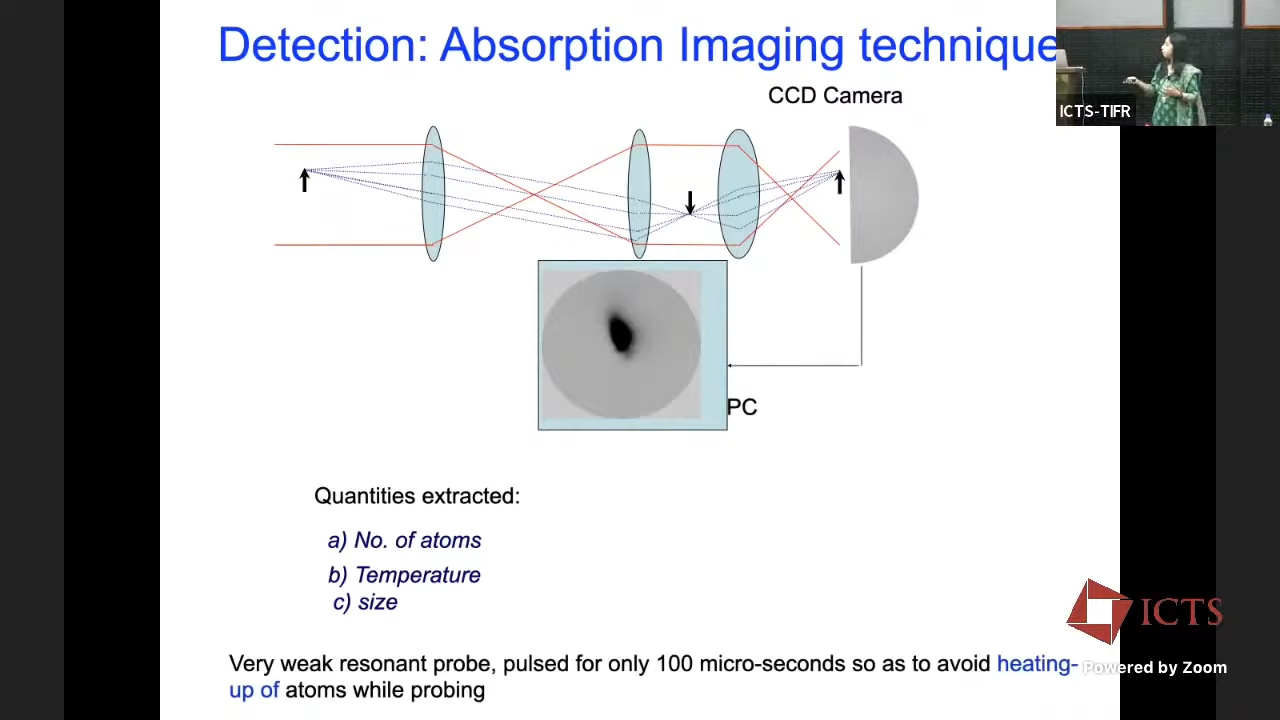 Detection: Absorption Imaging technique
CCD Camera
ICTS-TIFR
PC
Quantities extracted:
a) No. of atoms
b) Temperature
c) size
ICTS
Very weak resonant probe, pulsed for only 100 micro-seconds so as to avoid heating-
up of atoms while probing
Powered by Zoom